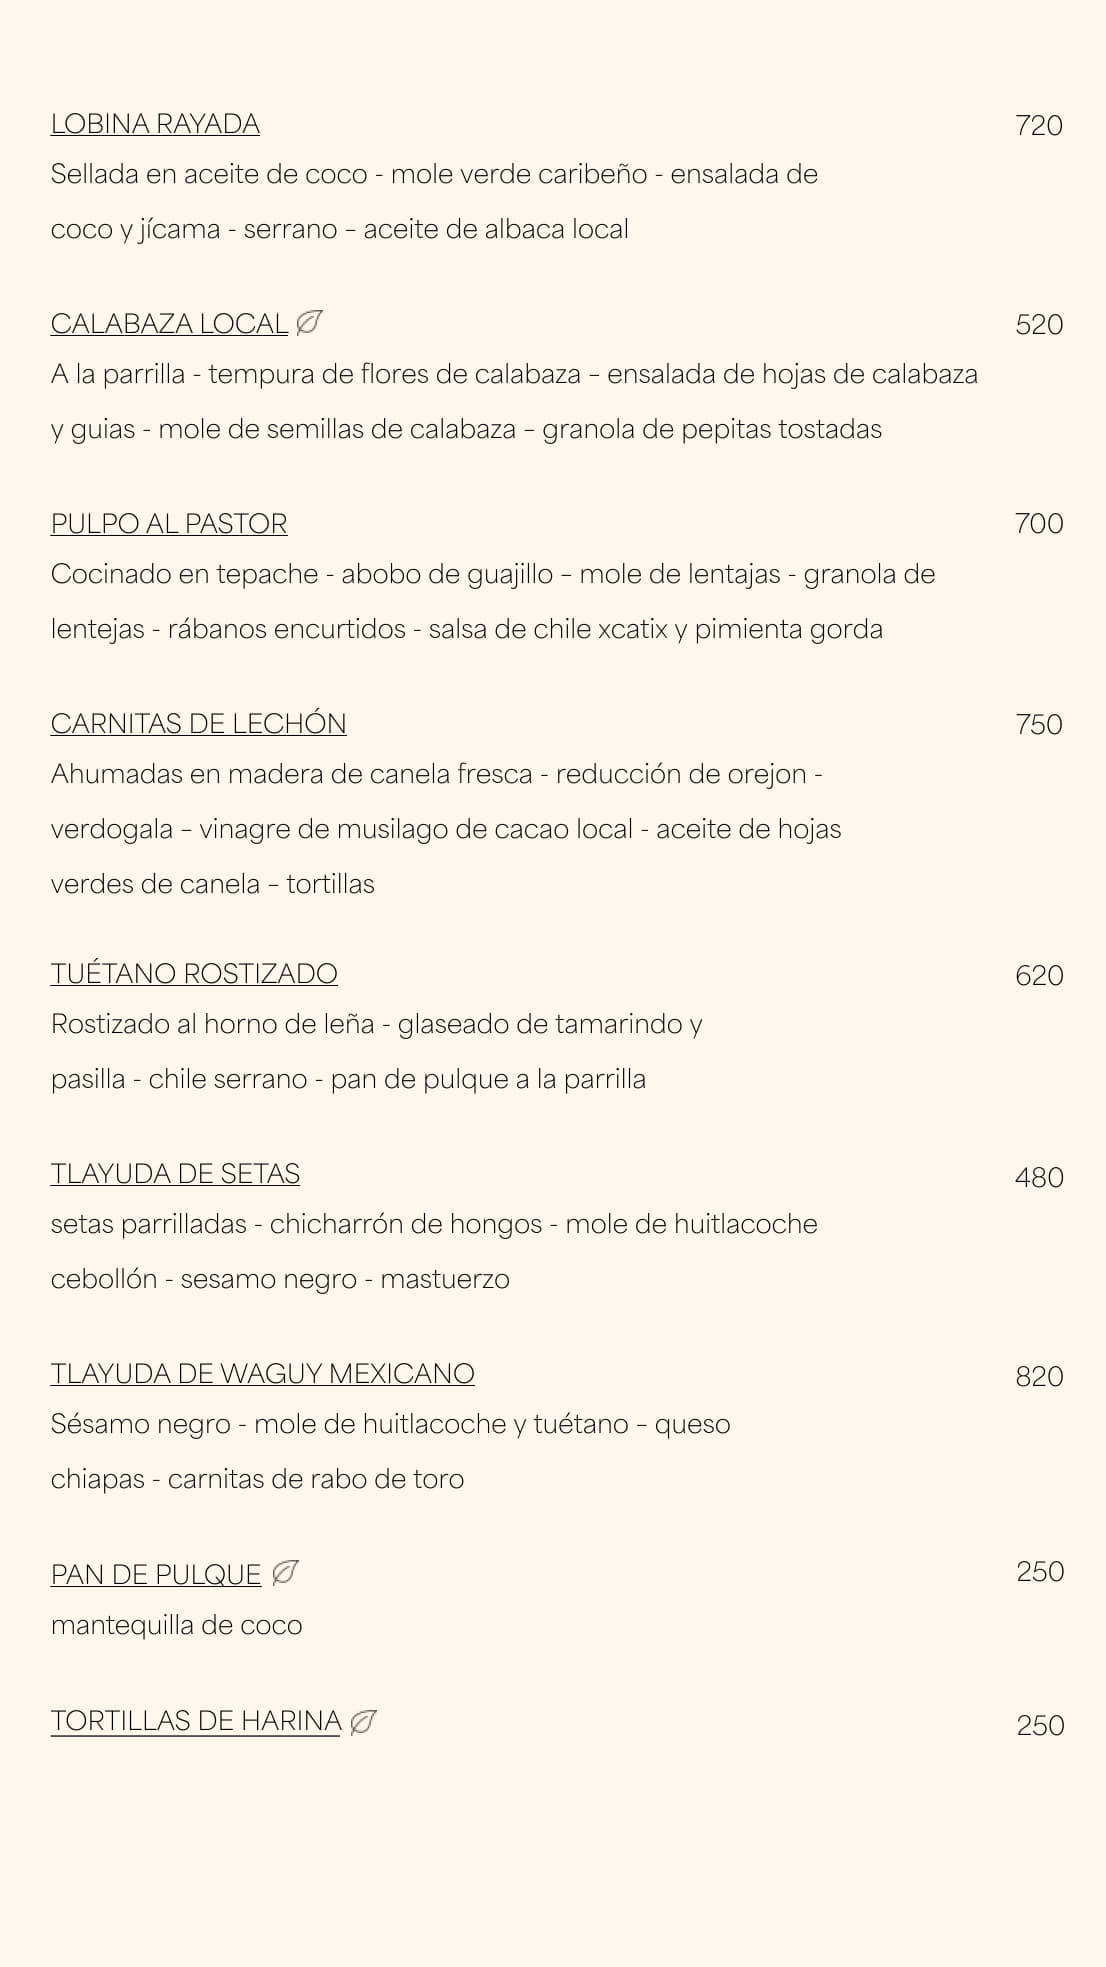 LOBINA RAYADA 720
Sellada en aceite de coco - mole verde caribeño - ensalada de
coco y jícama - serrano – aceite de albaca local
CALABAZA LOCAL 520
A la parrilla - tempura de flores de calabaza – ensalada de hojas de calabaza
y guias - mole de semillas de calabaza – granola de pepitas tostadas
PULPO AL PASTOR 700
Cocinado en tepache - abobo de guajillo – mole de lentajas - granola de
lentejas - rábanos encurtidos - salsa de chile xcatix y pimienta gorda
CARNITAS DE LECHÓN 750
Ahumadas en madera de canela fresca - reducción de orejon -
verdogala – vinagre de musilago de cacao local - aceite de hojas
verdes de canela – tortillas
TUÉTANO ROSTIZADO 620
Rostizado al horno de leña - glaseado de tamarindo y
pasilla - chile serrano - pan de pulque a la parrilla
TLAYUDA DE SETAS 480
setas parrilladas - chicharrón de hongos - mole de huitlacoche
cebollón - sesamo negro - mastuerzo
TLAYUDA DE WAGUY MEXICANO 820
Sésamo negro - mole de huitlacoche y tuétano – queso
chiapas - carnitas de rabo de toro
PAN DE PULQUE 250
mantequilla de coco
TORTILLAS DE HARINA 250